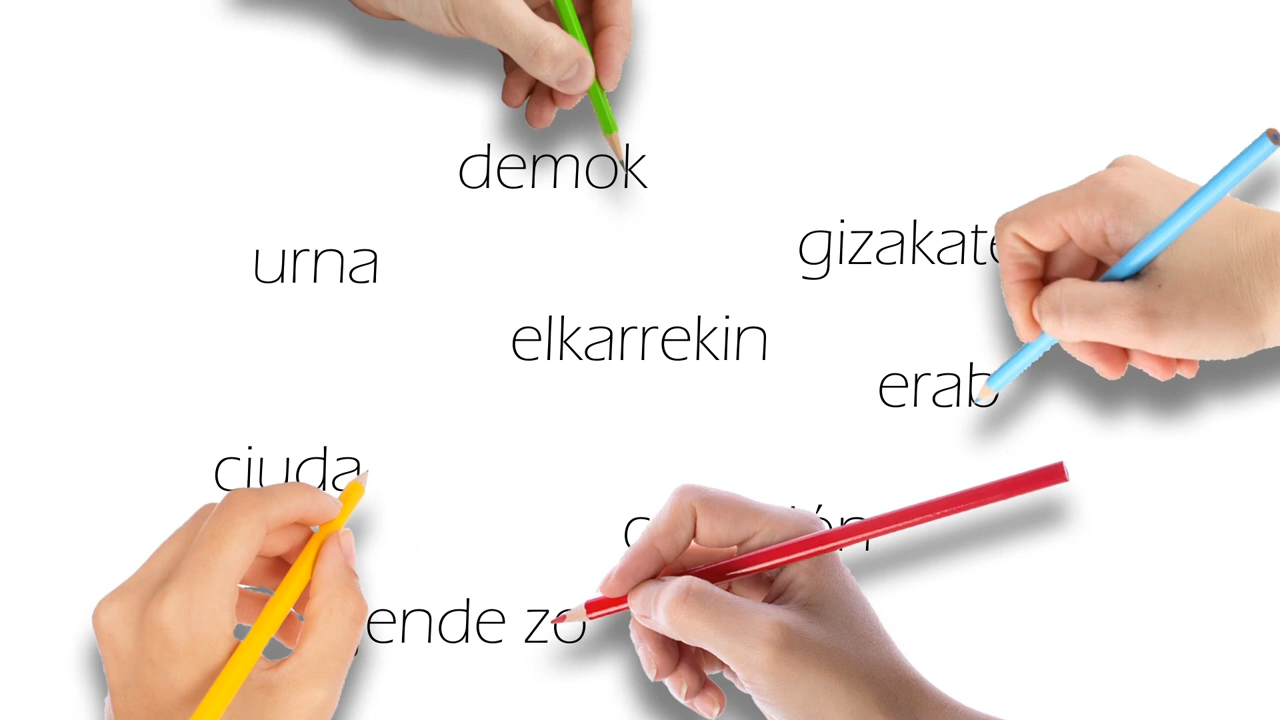 demok
urna
gizakate
elkarrekin
erab
ciuda
ende zo